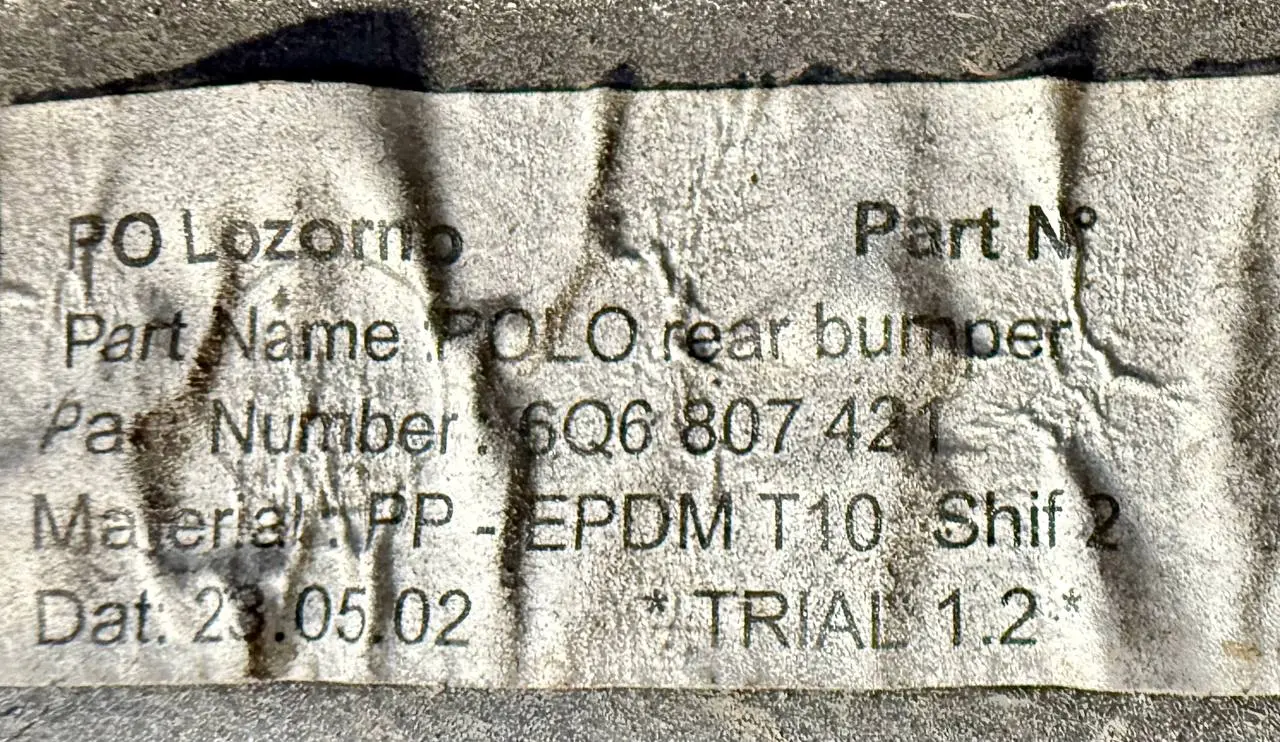 PO Lozorno Part N°
Part Name : POLO rear bumper
Part Number : 6Q6 807 421
Material : PP - EPDM T10 Shif 2
Dat: 23.05.02 * TRIAL 1.2 *